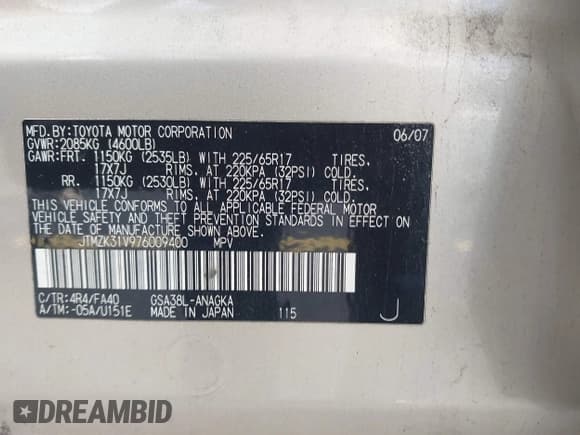 MFD.BY:TOYOTA MOTOR CORPORATION 06/07
GVWR:2085KG (4600LB)
GAWR:FRT. 1150KG (2535LB) WITH 225/65R17 TIRES,
17X7J RIMS, AT 220KPA (32PSI) COLD.
RR. 1150KG (2530LB) WITH 225/65R17 TIRES,
17X7J RIMS, AT 220KPA (32PSI) COLD.
THIS VEHICLE CONFORMS TO ALL APPLICABLE FEDERAL MOTOR
VEHICLE SAFETY AND THEFT PREVENTION STANDARDS IN EFFECT ON
THE DATE OF MANUFACTURE SHOWN ABOVE.
JTMZK31V976009400 MPV
C/TR:4R4/FA40 GSA38L-ANAGKA
A/TM:-05A/U151E MADE IN JAPAN 115 J
DREAMBID